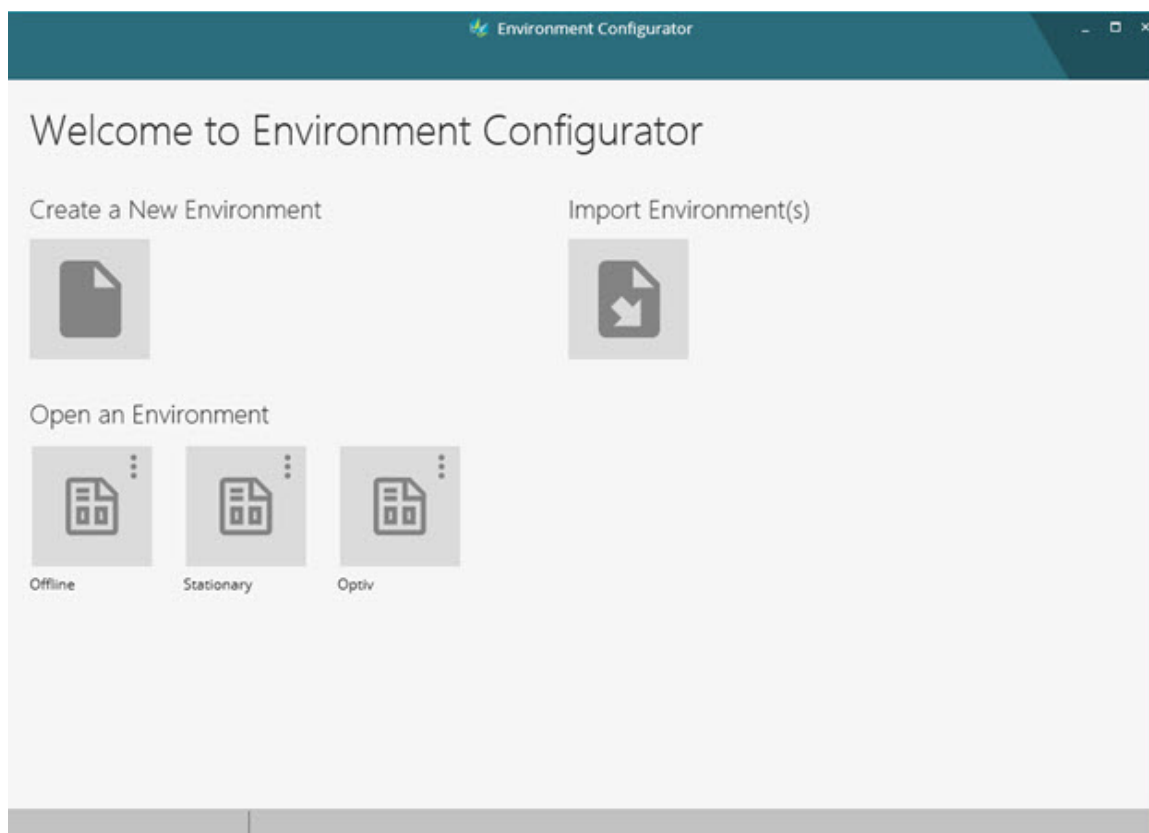 Environment Configurator
Welcome to Environment Configurator
Create a New Environment
Import Environment(s)
Open an Environment
Offline
Stationary
Optiv